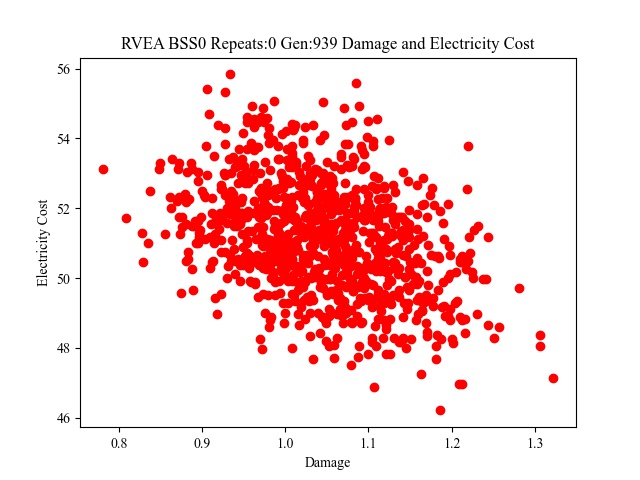 RVEA BSS0 Repeats:0 Gen:939 Damage and Electricity Cost
56
54
52
50
48
46
Electricity Cost
0.8 0.9 1.0 1.1 1.2 1.3
Damage